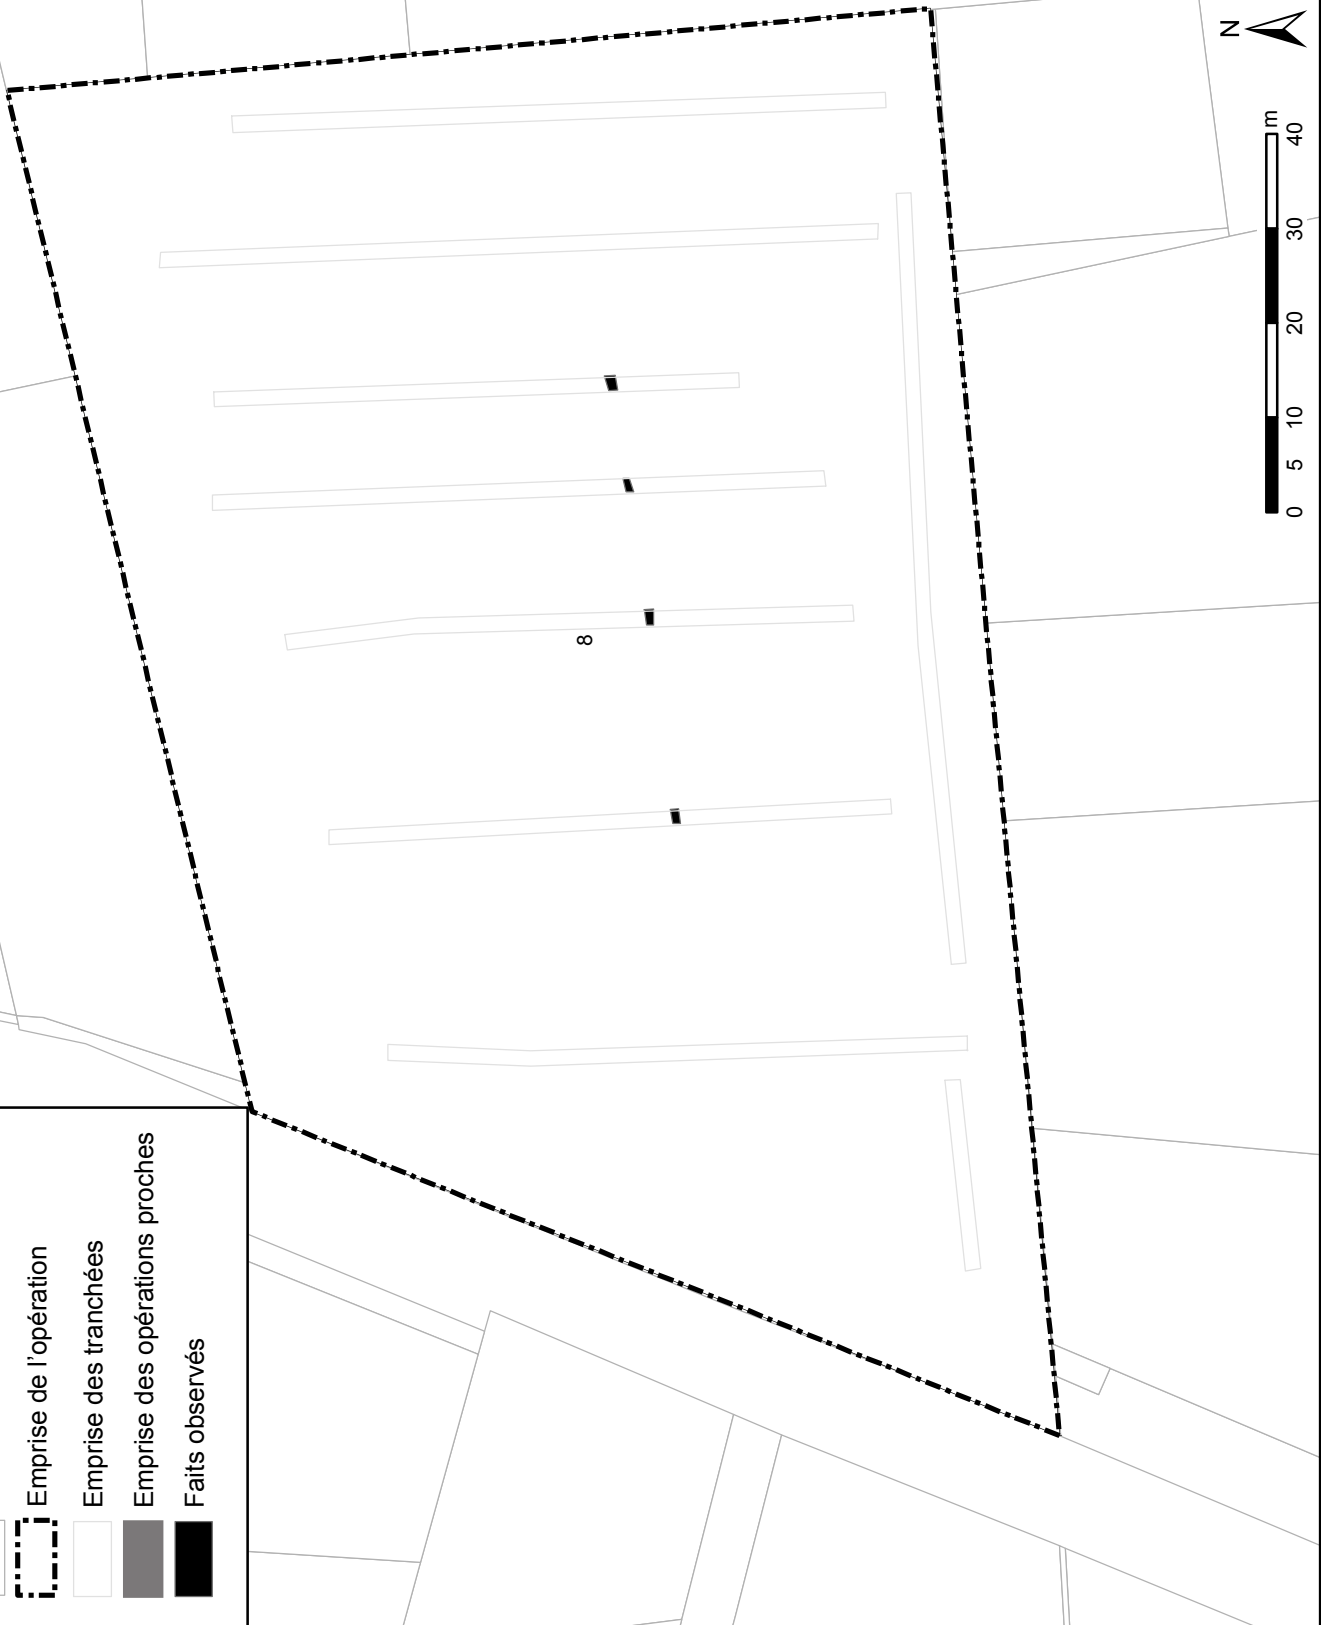 Emprise de l'opération
Emprise des tranchées
Emprise des opérations proches
Faits observés
8
N
0 5 10 20 30 40 m